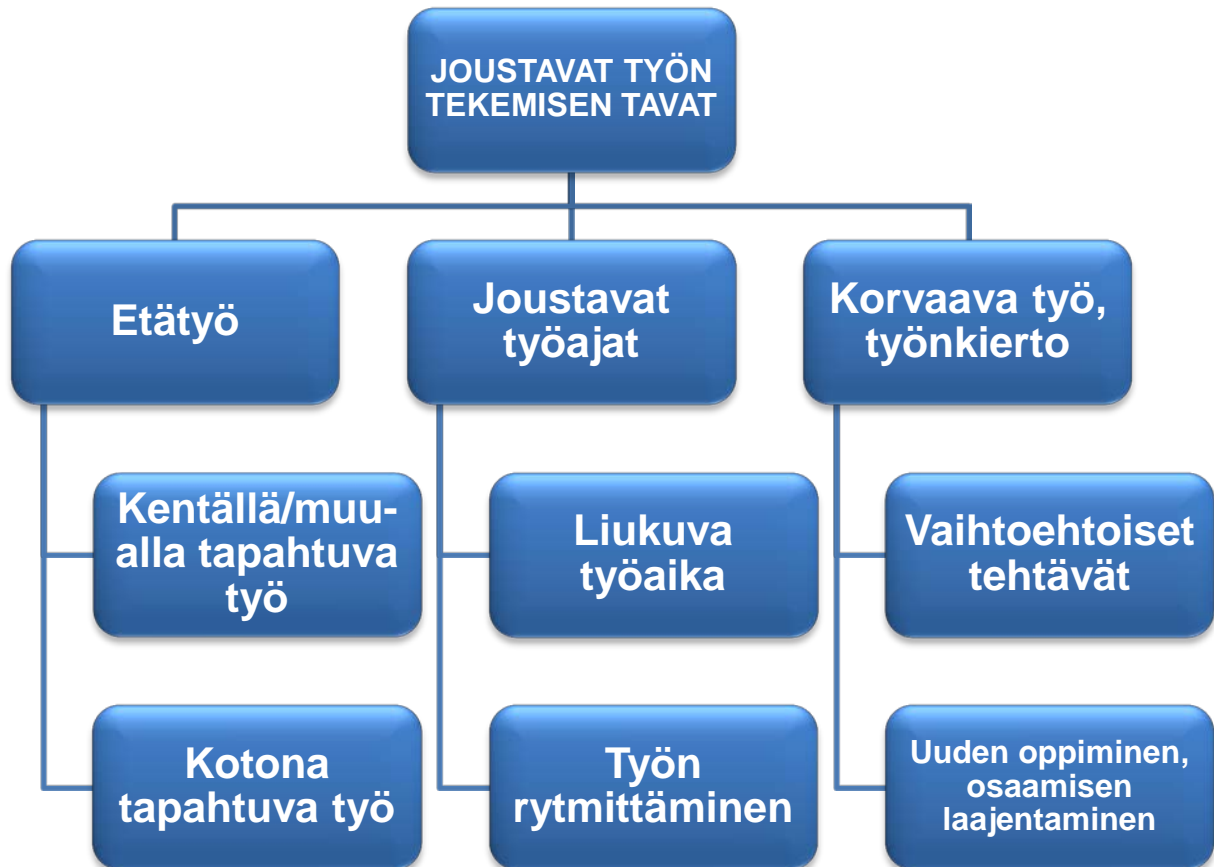 JOUSTAVAT TYÖN
TEKEMISEN TAVAT
Etätyö
Joustavat
työajat
Korvaava työ,
työnkierto
Kentällä/muu-
alla tapahtuva
työ
Liukuva
työaika
Vaihtoehtoiset
tehtävät
Kotona
tapahtuva työ
Työn
rytmittäminen
Uuden oppiminen,
osaamisen
laajentaminen